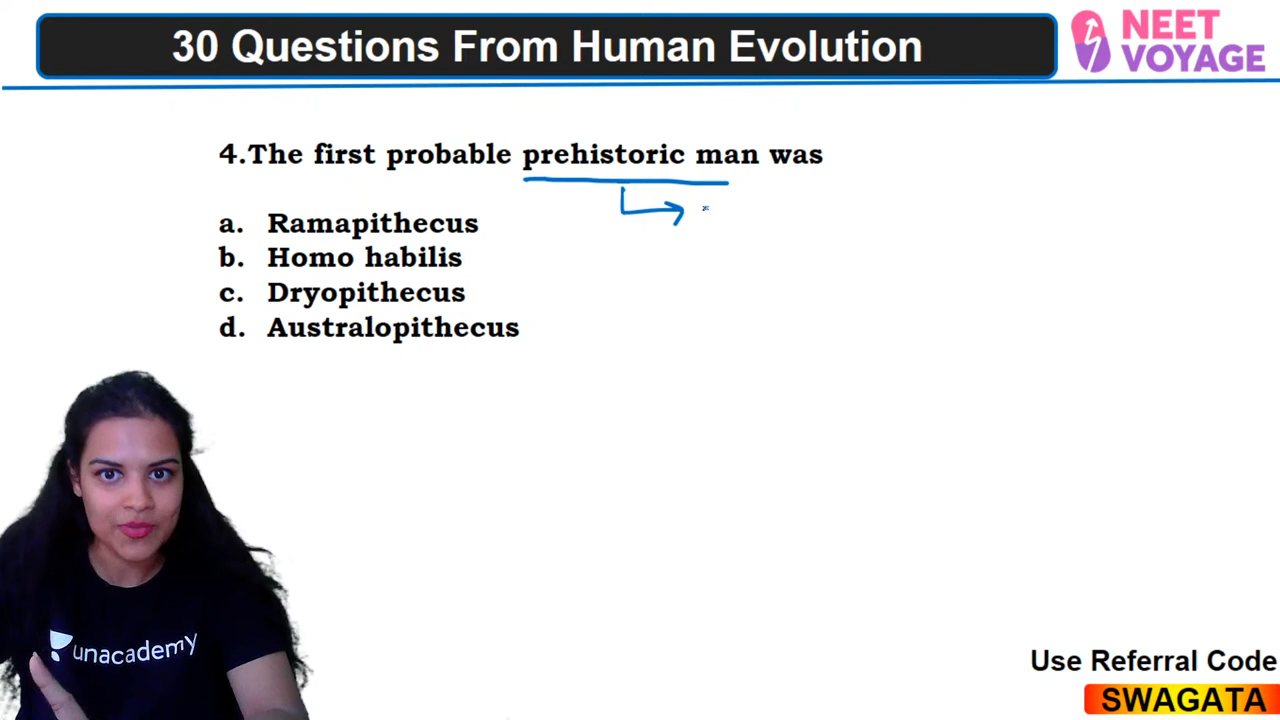 30 Questions From Human Evolution
NEET
VOYAGE
4.The first probable prehistoric man was
a. Ramapithecus
b. Homo habilis
c. Dryopithecus
d. Australopithecus
unacademy
Use Referral Code
SWAGATA